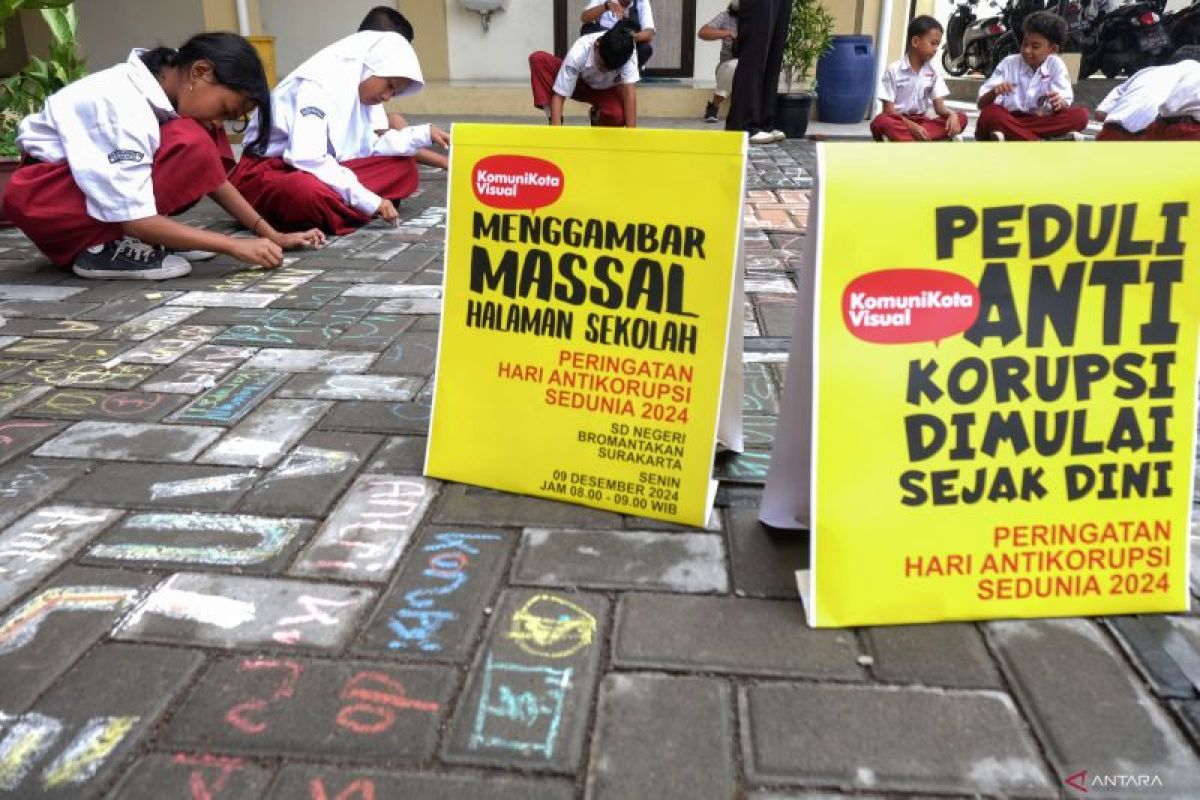 KomuniKota
Visual
MENGGAMBAR
MASSAL
HALAMAN SEKOLAH
PERINGATAN
HARI ANTIKORUPSI
SEDUNIA 2024
SD NEGERI
BROMANTAKAN
SURAKARTA
SENIN
09 DESEMBER 2024
JAM 08.00 - 09.00 WIB
PEDULI
KomuniKota
Visual
ANTI
KORUPSI
DIMULAI
SEJAK DINI
PERINGATAN
HARI ANTIKORUPSI
SEDUNIA 2024
Korupsi
ANTARA